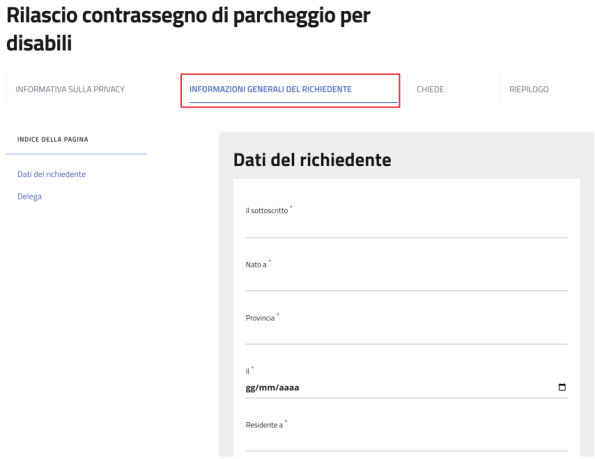 Rilascio contrassegno di parcheggio per
disabili
INFORMATIVA SULLA PRIVACY
INFORMAZIONI GENERALI DEL RICHIEDENTE
CHIEDE
RIEPILOGO
INDICE DELLA PAGINA
Dati del richiedente
Delega
Dati del richiedente
Il sottoscritto *
Nato a *
Provincia *
Il *
gg/mm/aaaa
Residente a *